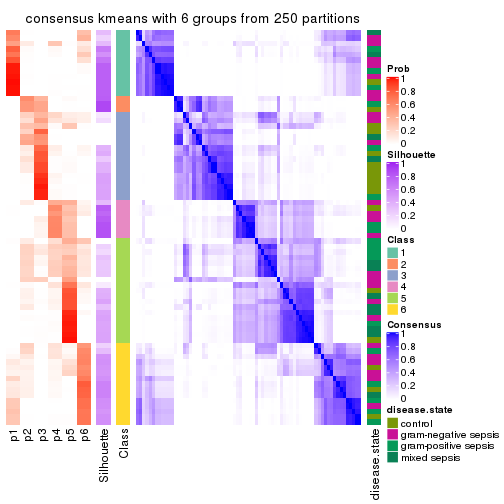 consensus kmeans with 6 groups from 250 partitions
Prob
1
0.8
0.6
0.4
0.2
0
Silhouette
1
0.8
0.6
0.4
0.2
0
Class
1
2
3
4
5
6
Consensus
1
0.8
0.6
0.4
0.2
0
disease.state
control
gram-negative sepsis
gram-positive sepsis
mixed sepsis
p1
p2
p3
p4
p5
p6
Silhouette
Class
disease.state